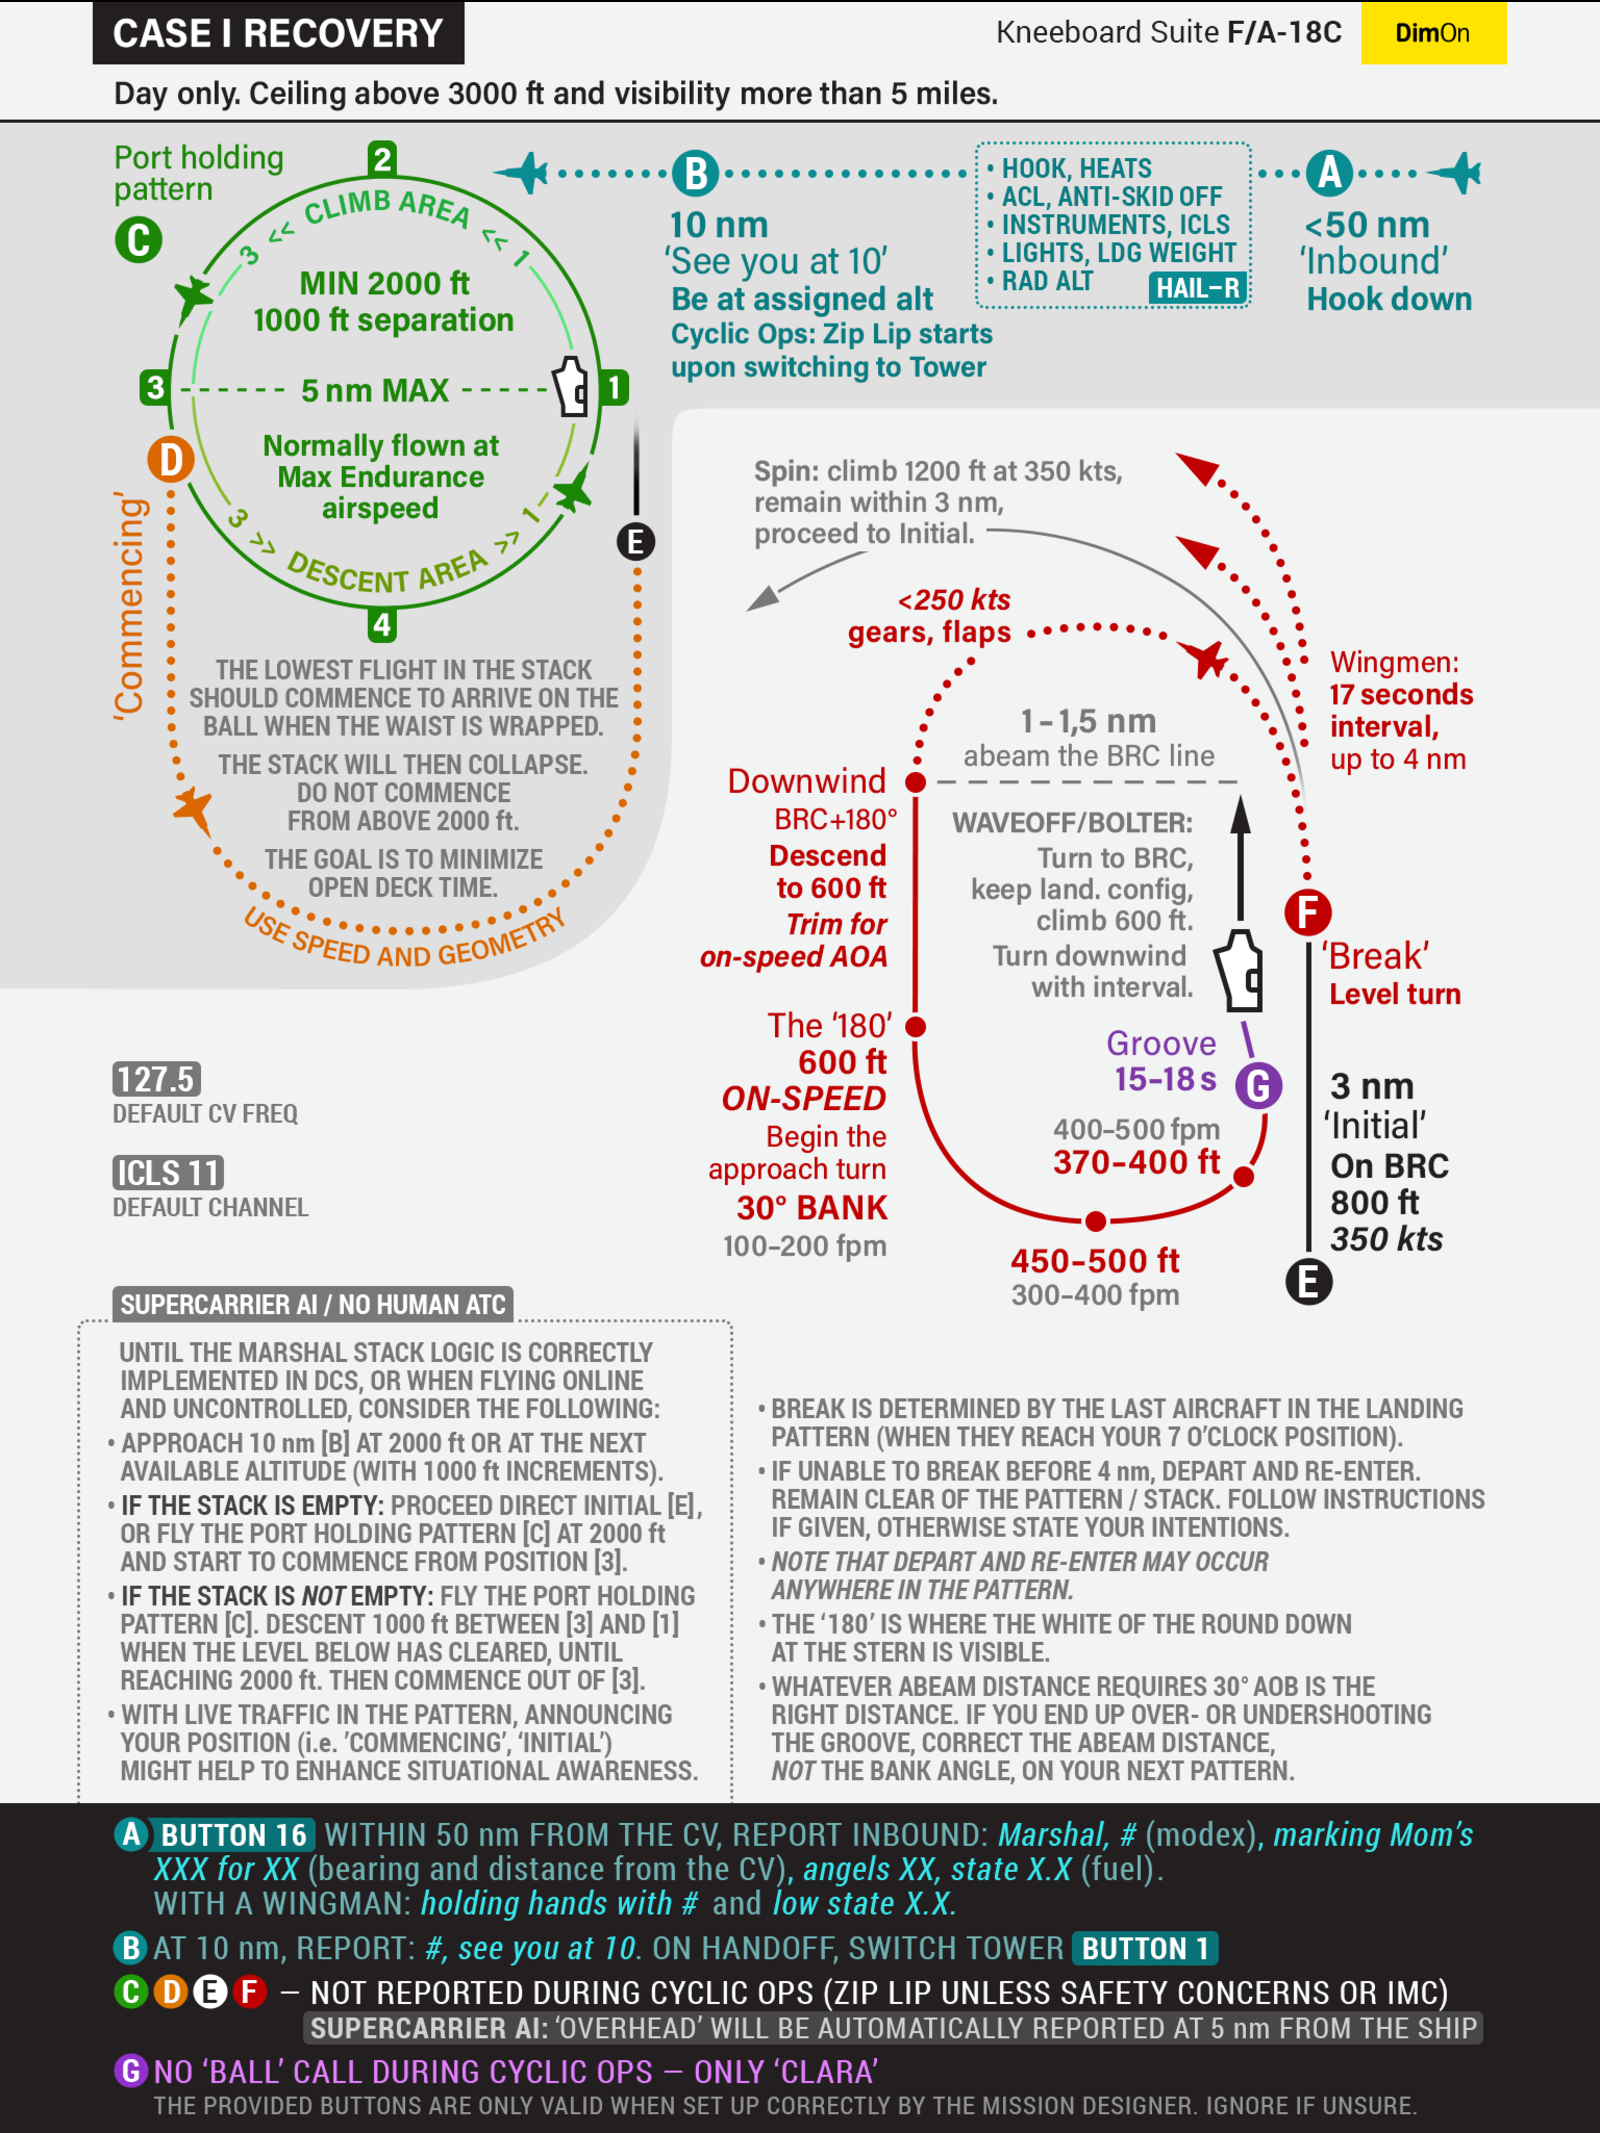 CASE I RECOVERY
Kneeboard Suite F/A-18C
DimOn
Day only. Ceiling above 3000 ft and visibility more than 5 miles.
Port holding
pattern
C
2
3 << CLIMB AREA << 1
MIN 2000 ft
1000 ft separation
3
5 nm MAX
1
Normally flown at
Max Endurance
airspeed
3 >> DESCENT AREA >> 1
4
D
'Commencing'
E
THE LOWEST FLIGHT IN THE STACK
SHOULD COMMENCE TO ARRIVE ON THE
BALL WHEN THE WAIST IS WRAPPED.
THE STACK WILL THEN COLLAPSE.
DO NOT COMMENCE
FROM ABOVE 2000 ft.
THE GOAL IS TO MINIMIZE
OPEN DECK TIME.
USE SPEED AND GEOMETRY
B
10 nm
'See you at 10'
Be at assigned alt
Cyclic Ops: Zip Lip starts
upon switching to Tower
• HOOK, HEATS
• ACL, ANTI-SKID OFF
• INSTRUMENTS, ICLS
• LIGHTS, LDG WEIGHT
• RAD ALT
HAIL–R
A
<50 nm
'Inbound'
Hook down
Spin: climb 1200 ft at 350 kts,
remain within 3 nm,
proceed to Initial.
<250 kts
gears, flaps
Wingmen:
17 seconds
interval,
up to 4 nm
1-1,5 nm
abeam the BRC line
Downwind
BRC+180°
Descend
to 600 ft
Trim for
on-speed AOA
WAVEOFF/BOLTER:
Turn to BRC,
keep land. config,
climb 600 ft.
Turn downwind
with interval.
F
'Break'
Level turn
The '180'
600 ft
ON-SPEED
Begin the
approach turn
30° BANK
100-200 fpm
Groove
15-18 s
G
400-500 fpm
370-400 ft
450-500 ft
300-400 fpm
3 nm
'Initial'
On BRC
800 ft
350 kts
E
127.5
DEFAULT CV FREQ
ICLS 11
DEFAULT CHANNEL
SUPERCARRIER AI / NO HUMAN ATC
UNTIL THE MARSHAL STACK LOGIC IS CORRECTLY
IMPLEMENTED IN DCS, OR WHEN FLYING ONLINE
AND UNCONTROLLED, CONSIDER THE FOLLOWING:
• APPROACH 10 nm [B] AT 2000 ft OR AT THE NEXT
AVAILABLE ALTITUDE (WITH 1000 ft INCREMENTS).
• IF THE STACK IS EMPTY: PROCEED DIRECT INITIAL [E],
OR FLY THE PORT HOLDING PATTERN [C] AT 2000 ft
AND START TO COMMENCE FROM POSITION [3].
• IF THE STACK IS NOT EMPTY: FLY THE PORT HOLDING
PATTERN [C]. DESCENT 1000 ft BETWEEN [3] AND [1]
WHEN THE LEVEL BELOW HAS CLEARED, UNTIL
REACHING 2000 ft. THEN COMMENCE OUT OF [3].
• WITH LIVE TRAFFIC IN THE PATTERN, ANNOUNCING
YOUR POSITION (i.e. 'COMMENCING', 'INITIAL')
MIGHT HELP TO ENHANCE SITUATIONAL AWARENESS.
• BREAK IS DETERMINED BY THE LAST AIRCRAFT IN THE LANDING
PATTERN (WHEN THEY REACH YOUR 7 O'CLOCK POSITION).
• IF UNABLE TO BREAK BEFORE 4 nm, DEPART AND RE-ENTER.
REMAIN CLEAR OF THE PATTERN / STACK. FOLLOW INSTRUCTIONS
IF GIVEN, OTHERWISE STATE YOUR INTENTIONS.
• NOTE THAT DEPART AND RE-ENTER MAY OCCUR
ANYWHERE IN THE PATTERN.
• THE '180' IS WHERE THE WHITE OF THE ROUND DOWN
AT THE STERN IS VISIBLE.
• WHATEVER ABEAM DISTANCE REQUIRES 30° AOB IS THE
RIGHT DISTANCE. IF YOU END UP OVER- OR UNDERSHOOTING
THE GROOVE, CORRECT THE ABEAM DISTANCE,
NOT THE BANK ANGLE, ON YOUR NEXT PATTERN.
A BUTTON 16 WITHIN 50 nm FROM THE CV, REPORT INBOUND: Marshal, # (modex), marking Mom's
XXX for XX (bearing and distance from the CV), angels XX, state X.X (fuel).
WITH A WINGMAN: holding hands with # and low state X.X.
B AT 10 nm, REPORT: #, see you at 10. ON HANDOFF, SWITCH TOWER BUTTON 1
C D E F – NOT REPORTED DURING CYCLIC OPS (ZIP LIP UNLESS SAFETY CONCERNS OR IMC)
SUPERCARRIER AI: 'OVERHEAD' WILL BE AUTOMATICALLY REPORTED AT 5 nm FROM THE SHIP
G NO 'BALL' CALL DURING CYCLIC OPS – ONLY 'CLARA'
THE PROVIDED BUTTONS ARE ONLY VALID WHEN SET UP CORRECTLY BY THE MISSION DESIGNER. IGNORE IF UNSURE.